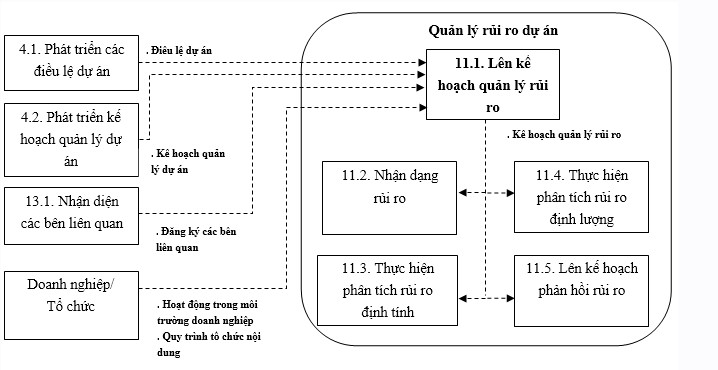 Quản lý rủi ro dự án
4.1. Phát triển các
điều lệ dự án
. Điều lệ dự án
11.1. Lên kế
hoạch quản lý rủi
ro
4.2. Phát triển kế
hoạch quản lý dự
án
. Kê hoạch quản
lý dự án
. Kê hoạch quản lý rủi ro
13.1. Nhận diện
các bên liên quan
. Đăng ký các bên
liên quan
11.2. Nhận dạng
rủi ro
11.4. Thực hiện
phân tích rủi ro
định lượng
Doanh nghiệp/
Tổ chức
. Hoạt động trong môi
trường doanh nghiệp
. Quy trình tổ chức nội
dung
11.3. Thực hiện
phân tích rủi ro
định tính
11.5. Lên kế hoạch
phản hồi rủi ro